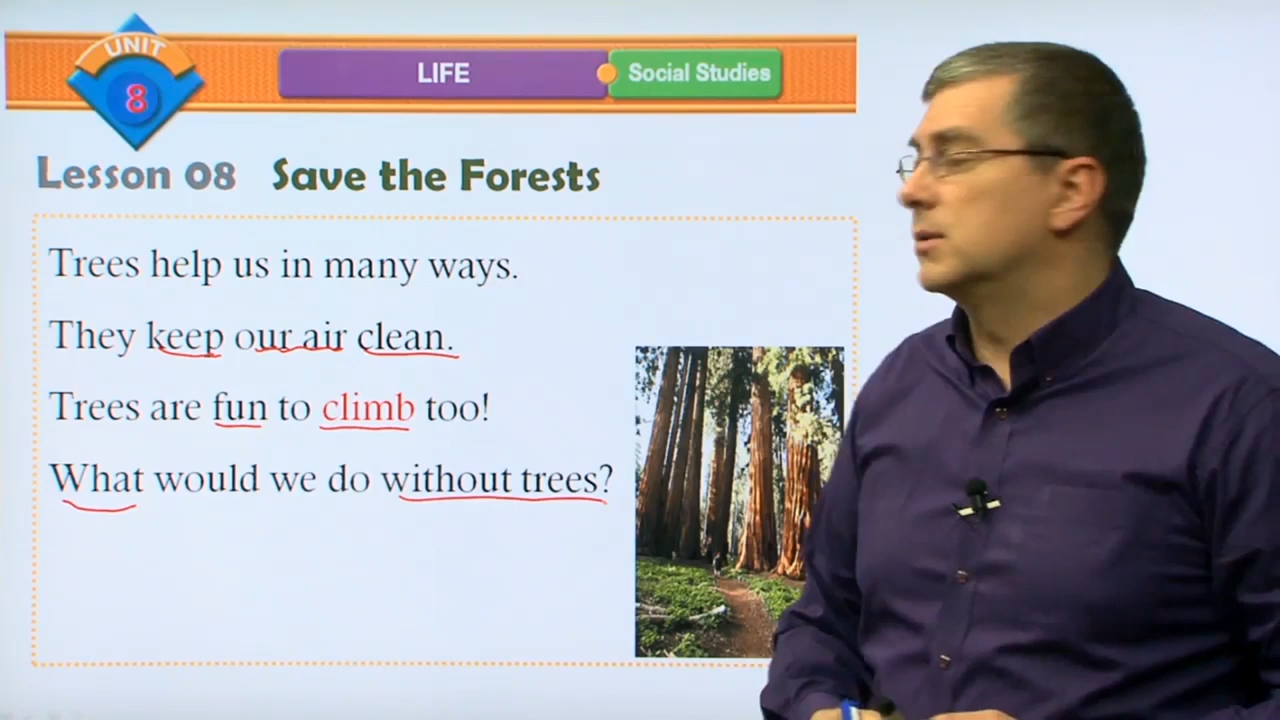 UNIT
8
LIFE
Social Studies
Lesson 08 Save the Forests
Trees help us in many ways.
They keep our air clean.
Trees are fun to climb too!
What would we do without trees?